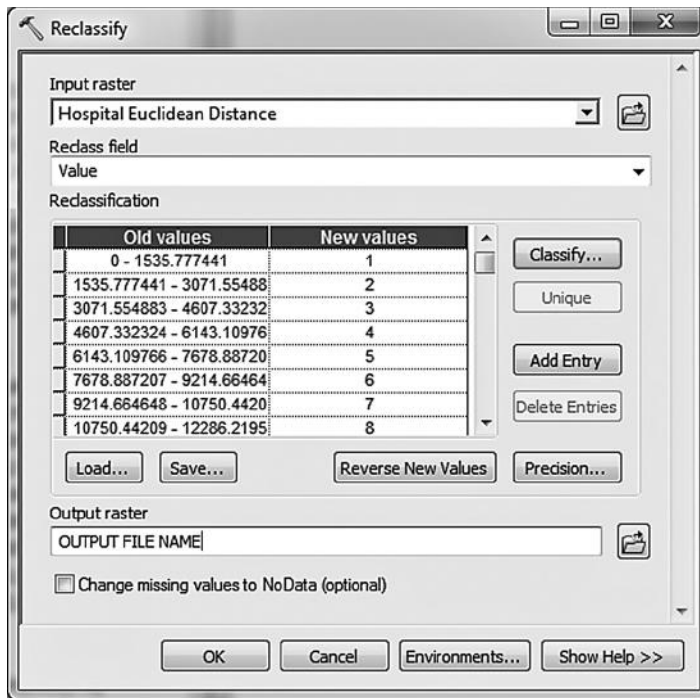 Reclassify
Input raster
Hospital Euclidean Distance
Reclass field
Value
Reclassification
Old values New values
0 - 1535.777441 1
1535.777441 - 3071.55488 2
3071.554883 - 4607.33232 3
4607.332324 - 6143.10976 4
6143.109766 - 7678.88720 5
7678.887207 - 9214.66464 6
9214.664648 - 10750.4420 7
10750.44209 - 12286.2195 8
Classify...
Unique
Add Entry
Delete Entries
Load... Save... Reverse New Values Precision...
Output raster
OUTPUT FILE NAME
Change missing values to NoData (optional)
OK Cancel Environments... Show Help >>